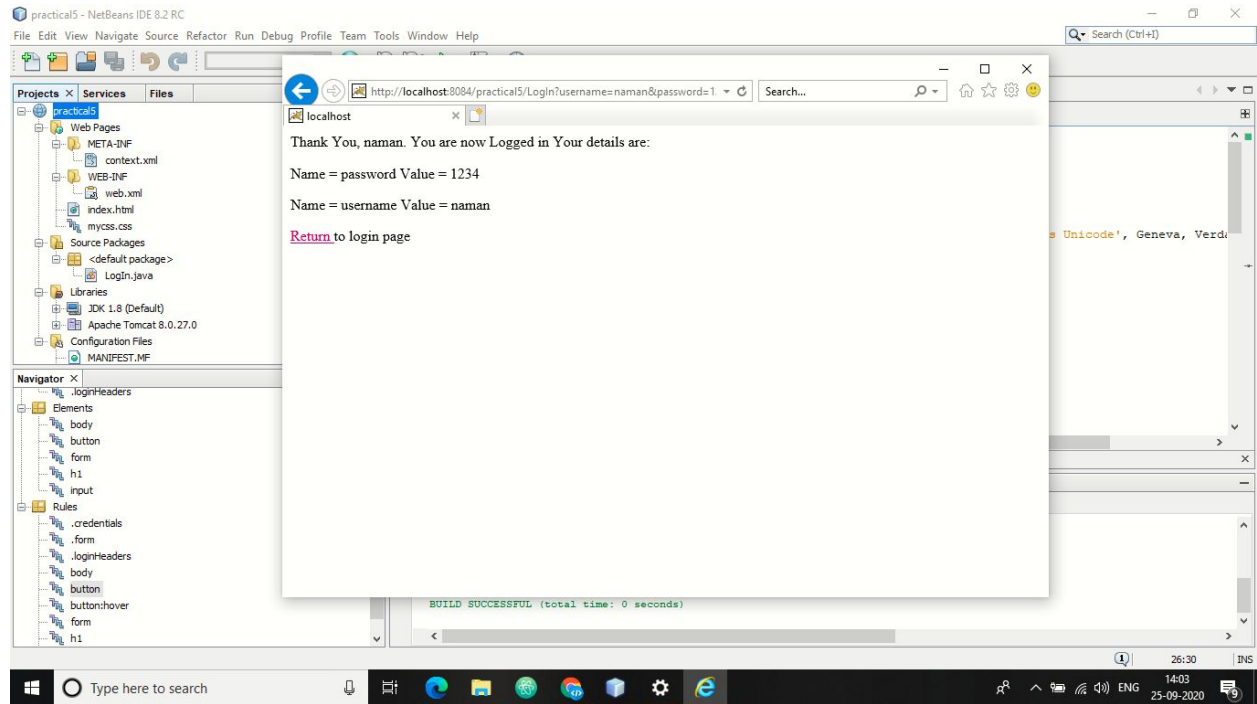 practical5 - NetBeans IDE 8.2 RC
File Edit View Navigate Source Refactor Run Debug Profile Team Tools Window Help
Search (Ctrl+I)
Projects Services Files
practical5
Web Pages
META-INF
context.xml
WEB-INF
web.xml
index.html
mycss.css
Source Packages
<default package>
LogIn.java
Libraries
JDK 1.8 (Default)
Apache Tomcat 8.0.27.0
Configuration Files
MANIFEST.MF
Navigator
.loginHeaders
Elements
body
button
form
h1
input
Rules
.credentials
.form
.loginHeaders
body
button
button:hover
form
h1
http://localhost:8084/practical5/LogIn?username=naman&password=1
Search...
localhost
Thank You, naman. You are now Logged in Your details are:
Name = password Value = 1234
Name = username Value = naman
Return to login page
s Unicode', Geneva, Verda
BUILD SUCCESSFUL (total time: 0 seconds)
1 26:30 INS
Type here to search
ENG
14:03
25-09-2020
9